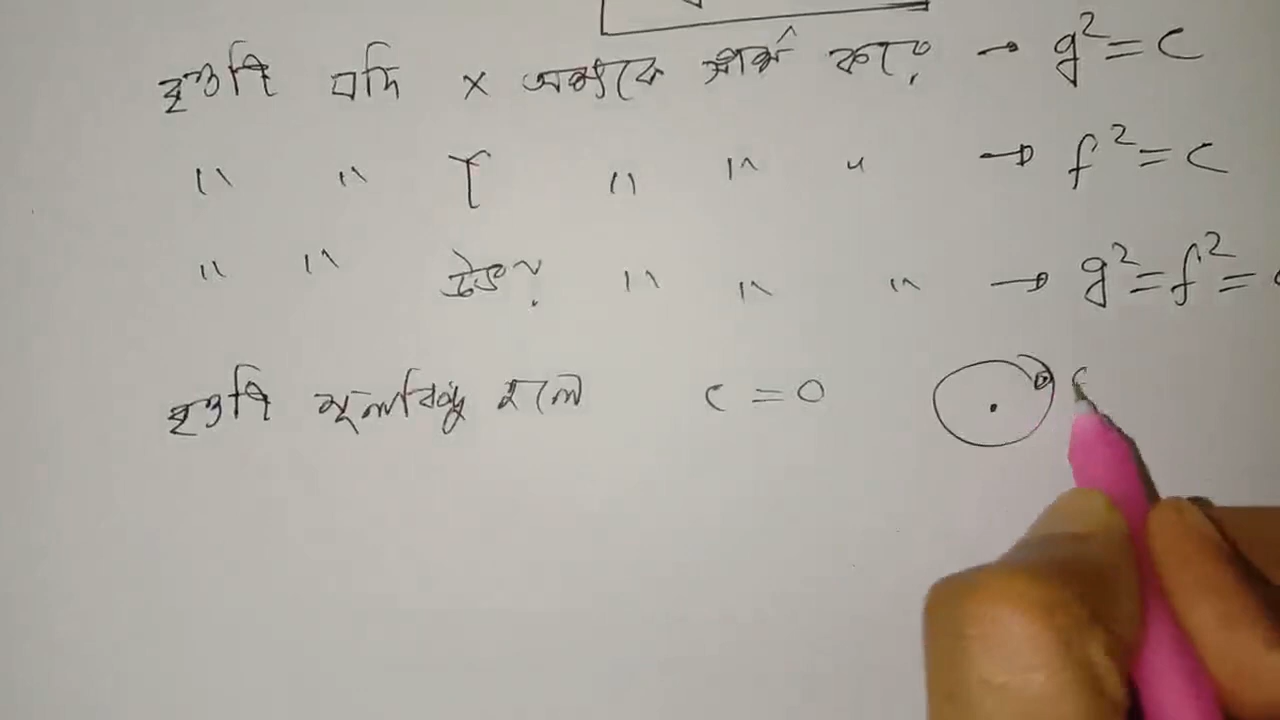 বৃত্তটি যদি X অক্ষকে স্পর্শ করে → g² = c
" " Y " " " → f² = c
" " উভয় " " " → g² = f² =
বৃত্তটি মূলবিন্দু হলে c = 0